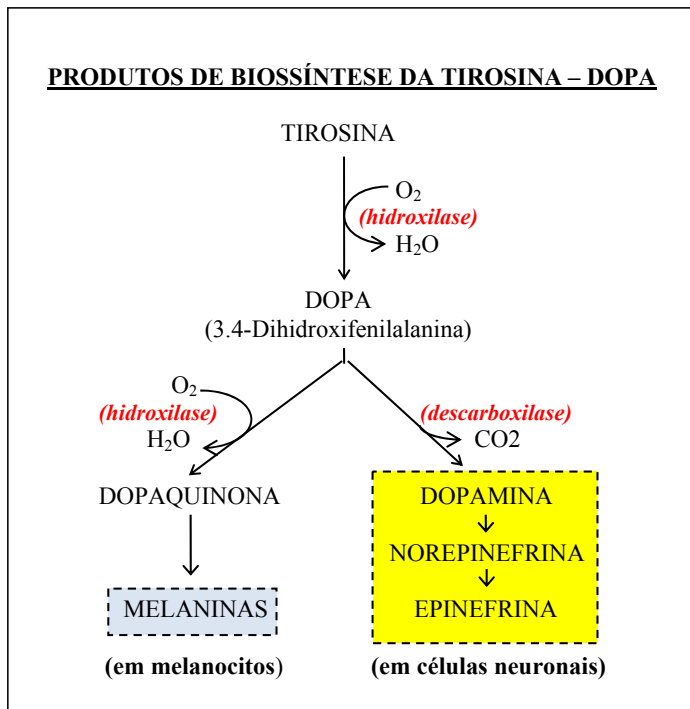 PRODUTOS DE BIOSSÍNTESE DA TIROSINA – DOPA
TIROSINA
O₂
(hidroxilase)
H₂O
DOPA
(3.4-Dihidroxifenilalanina)
O₂
(hidroxilase)
H₂O
(descarboxilase)
CO2
DOPAQUINONA
MELANINAS
(em melanocitos)
DOPAMINA
NOREPINEFRINA
EPINEFRINA
(em células neuronais)